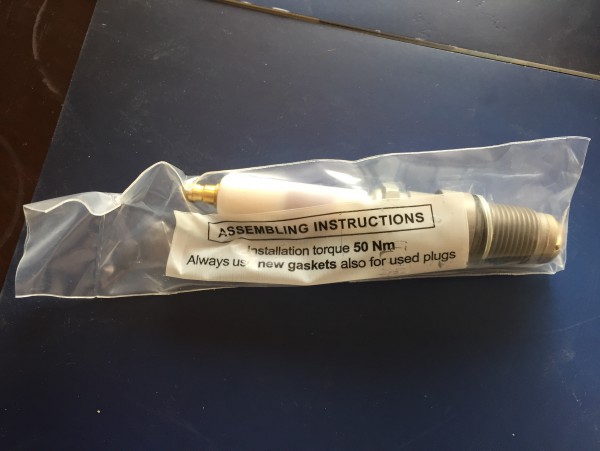 ASSEMBLING INSTRUCTIONS
Installation torque 50 Nm
Always use new gaskets also for used plugs